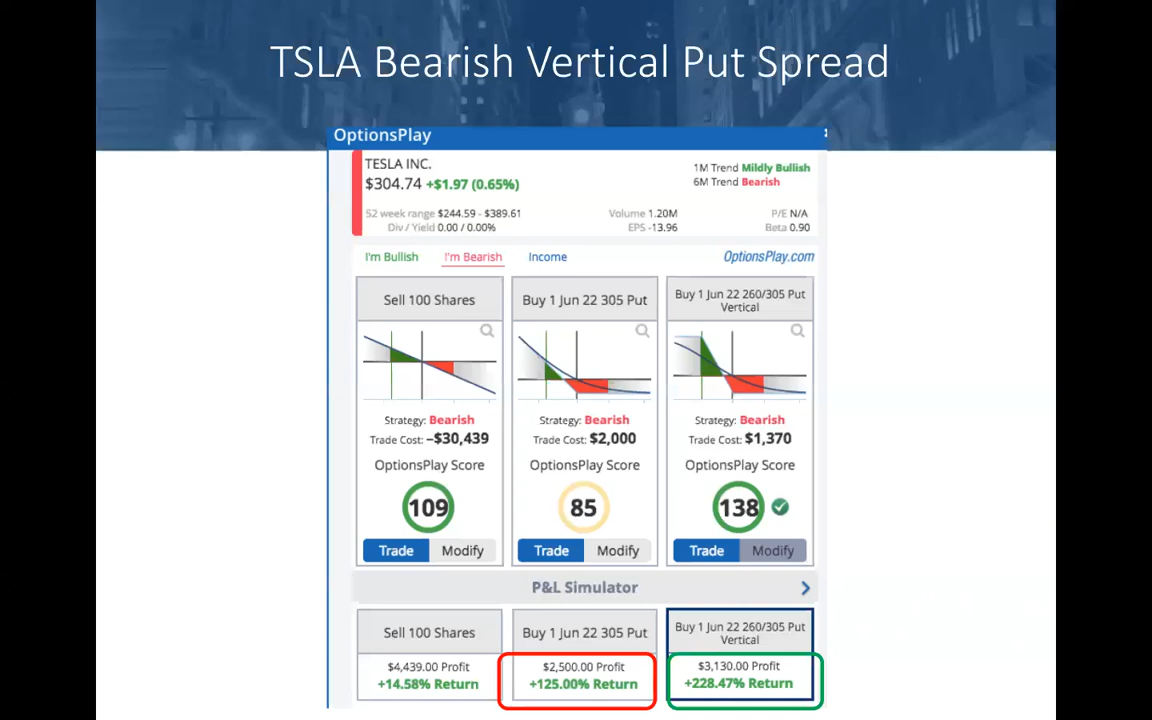 TSLA Bearish Vertical Put Spread
OptionsPlay
TESLA INC.
$304.74 +$1.97 (0.65%)
1M Trend Mildly Bullish
6M Trend Bearish
52 week range $244.59 - $389.61
Volume 1.20M
P/E N/A
Div / Yield 0.00 / 0.00%
EPS -13.96
Beta 0.90
I'm Bullish
I'm Bearish
Income
OptionsPlay.com
Sell 100 Shares
Strategy: Bearish
Trade Cost: –$30,439
OptionsPlay Score
109
Trade
Modify
Buy 1 Jun 22 305 Put
Strategy: Bearish
Trade Cost: $2,000
OptionsPlay Score
85
Trade
Modify
Buy 1 Jun 22 260/305 Put
Vertical
Strategy: Bearish
Trade Cost: $1,370
OptionsPlay Score
138
Trade
Modify
P&L Simulator
Sell 100 Shares
$4,439.00 Profit
+14.58% Return
Buy 1 Jun 22 305 Put
$2,500.00 Profit
+125.00% Return
Buy 1 Jun 22 260/305 Put
Vertical
$3,130.00 Profit
+228.47% Return